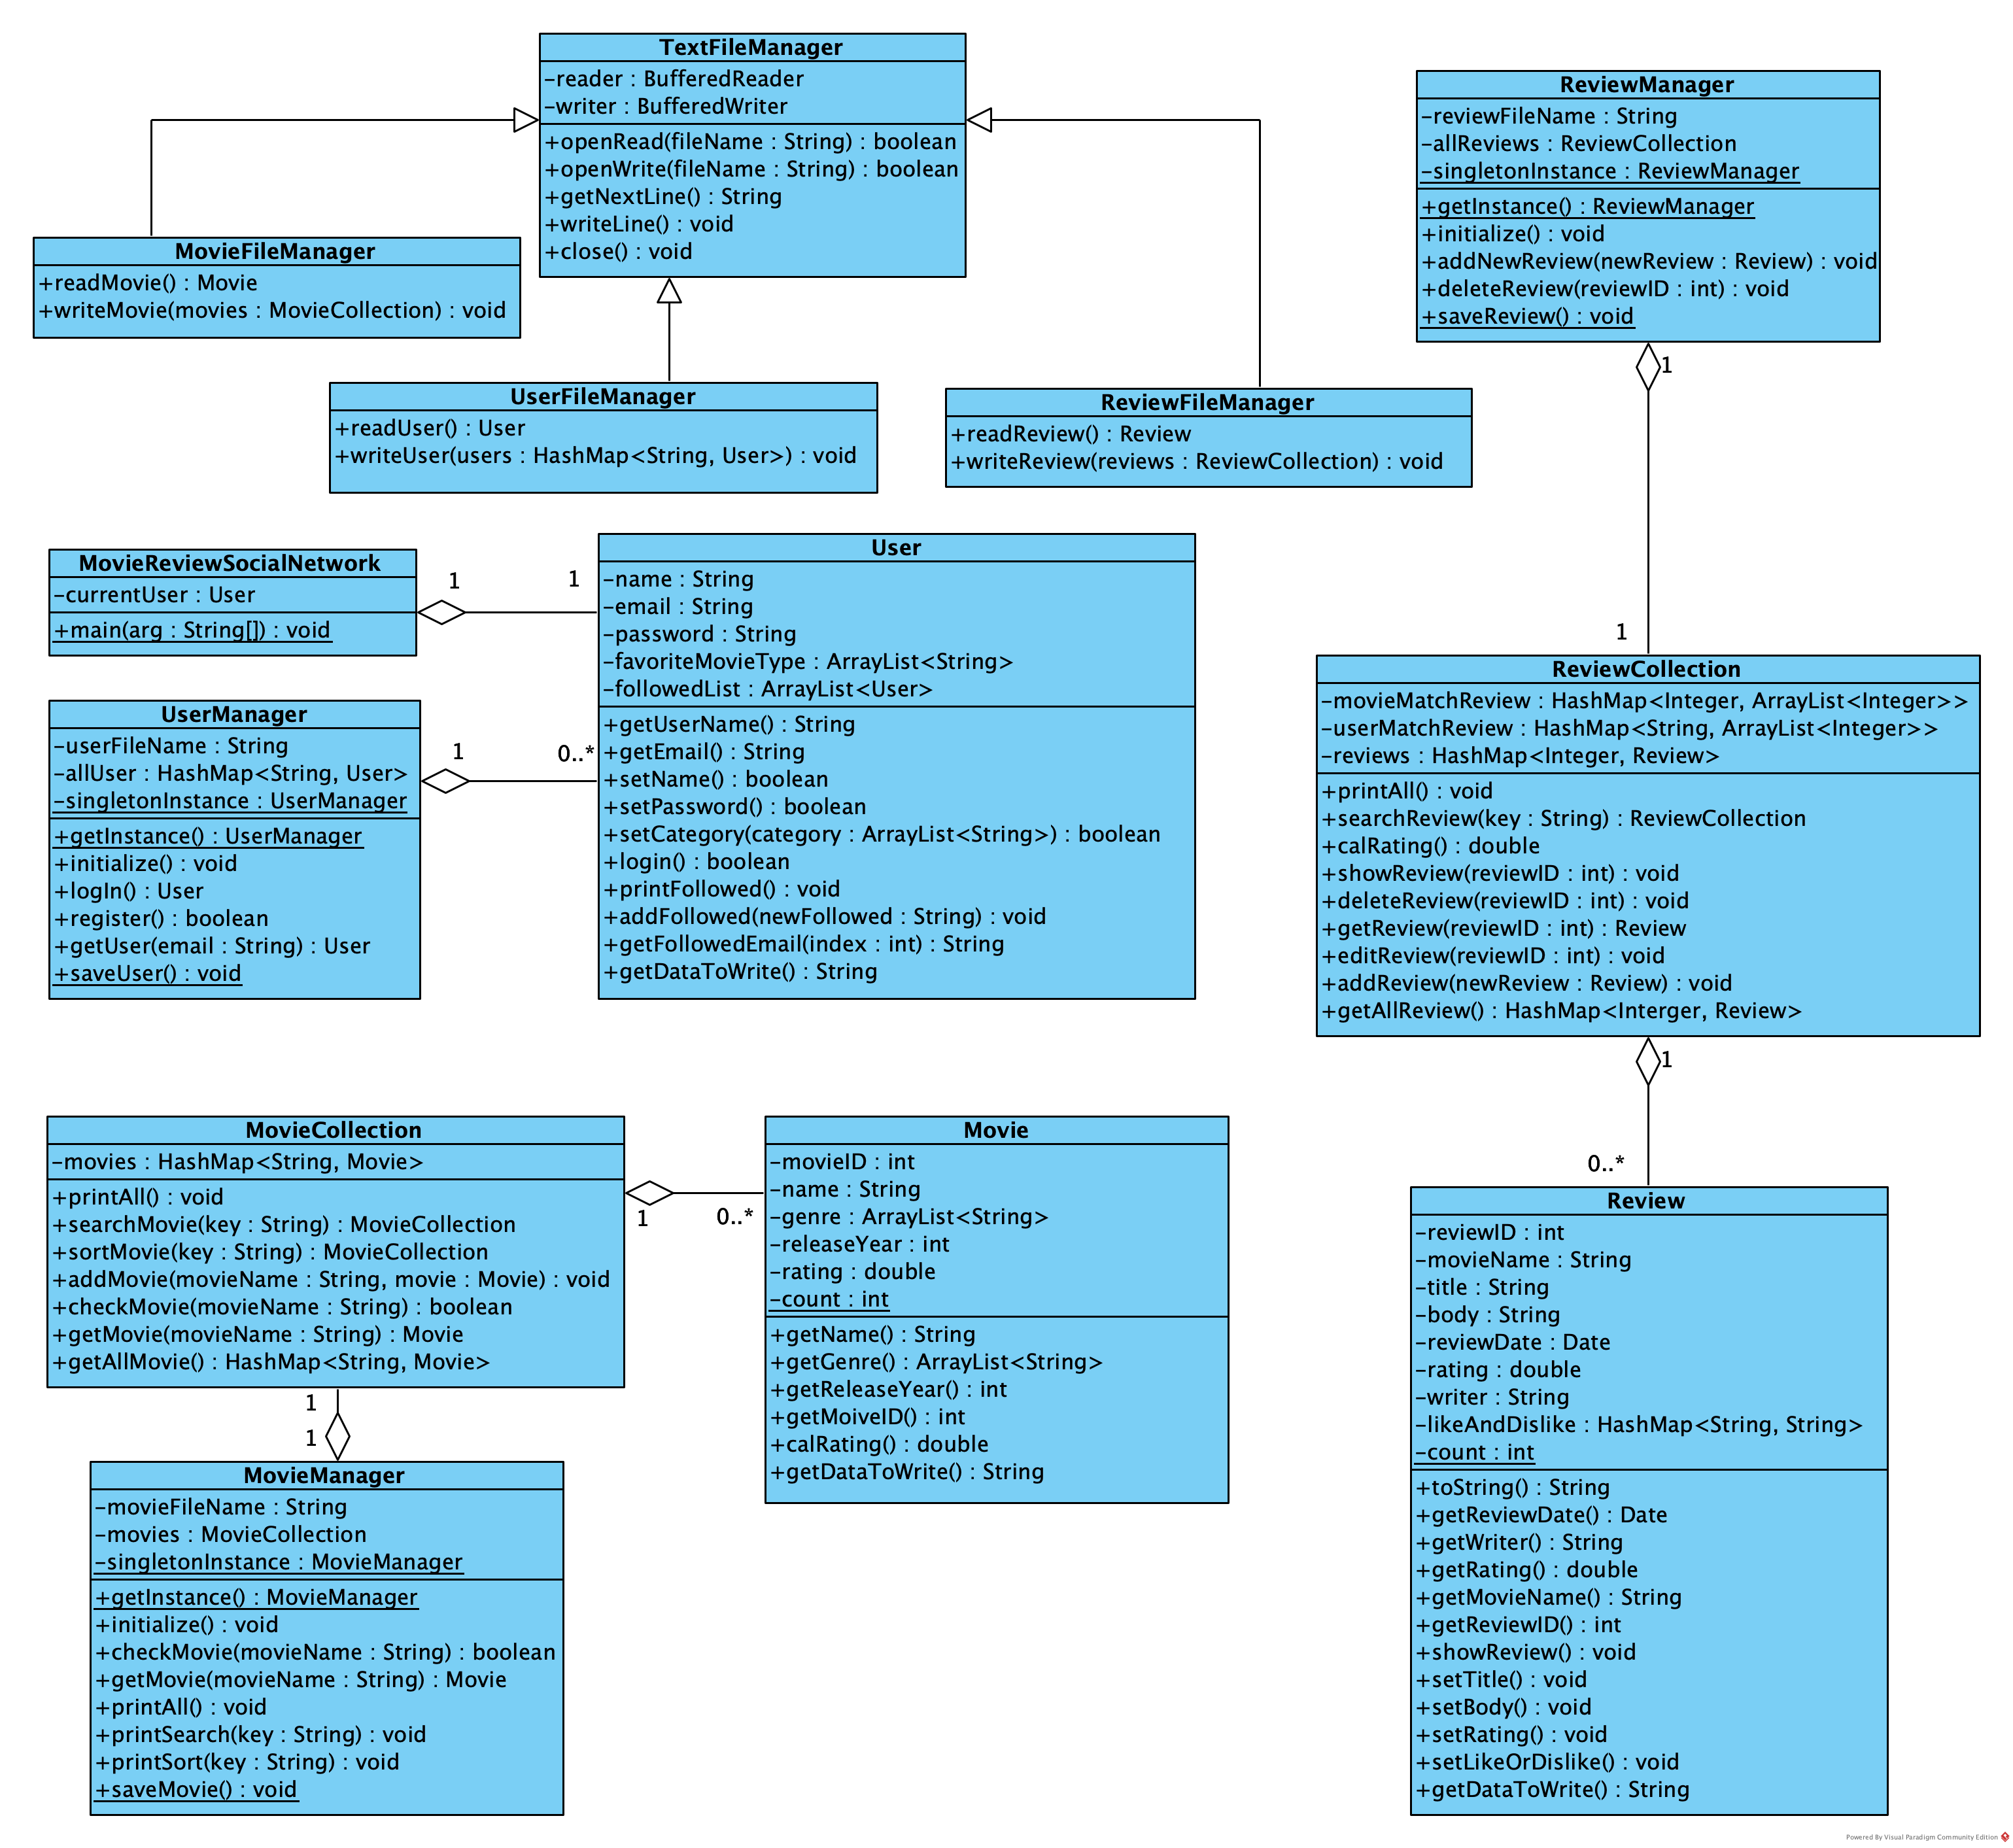 TextFileManager
-reader : BufferedReader
-writer : BufferedWriter
+openRead(fileName : String) : boolean
+openWrite(fileName : String) : boolean
+getNextLine() : String
+writeLine() : void
+close() : void
ReviewManager
-reviewFileName : String
-allReviews : ReviewCollection
-singletonInstance : ReviewManager
+getInstance() : ReviewManager
+initialize() : void
+addNewReview(newReview : Review) : void
+deleteReview(reviewID : int) : void
+saveReview() : void
MovieFileManager
+readMovie() : Movie
+writeMovie(movies : MovieCollection) : void
UserFileManager
+readUser() : User
+writeUser(users : HashMap<String, User>) : void
ReviewFileManager
+readReview() : Review
+writeReview(reviews : ReviewCollection) : void
1
1
MovieReviewSocialNetwork
-currentUser : User
+main(arg : String[]) : void
1
1
User
-name : String
-email : String
-password : String
-favoriteMovieType : ArrayList<String>
-followedList : ArrayList<User>
+getUserName() : String
+getEmail() : String
+setName() : boolean
+setPassword() : boolean
+setCategory(category : ArrayList<String>) : boolean
+login() : boolean
+printFollowed() : void
+addFollowed(newFollowed : String) : void
+getFollowedEmail(index : int) : String
+getDataToWrite() : String
UserManager
-userFileName : String
-allUser : HashMap<String, User>
-singletonInstance : UserManager
+getInstance() : UserManager
+initialize() : void
+logIn() : User
+register() : boolean
+getUser(email : String) : User
+saveUser() : void
1
0..*
ReviewCollection
-movieMatchReview : HashMap<Integer, ArrayList<Integer>>
-userMatchReview : HashMap<String, ArrayList<Integer>>
-reviews : HashMap<Integer, Review>
+printAll() : void
+searchReview(key : String) : ReviewCollection
+calRating() : double
+showReview(reviewID : int) : void
+deleteReview(reviewID : int) : void
+getReview(reviewID : int) : Review
+editReview(reviewID : int) : void
+addReview(newReview : Review) : void
+getAllReview() : HashMap<Interger, Review>
1
0..*
MovieCollection
-movies : HashMap<String, Movie>
+printAll() : void
+searchMovie(key : String) : MovieCollection
+sortMovie(key : String) : MovieCollection
+addMovie(movieName : String, movie : Movie) : void
+checkMovie(movieName : String) : boolean
+getMovie(movieName : String) : Movie
+getAllMovie() : HashMap<String, Movie>
1
0..*
Movie
-movieID : int
-name : String
-genre : ArrayList<String>
-releaseYear : int
-rating : double
-count : int
+getName() : String
+getGenre() : ArrayList<String>
+getReleaseYear() : int
+getMoiveID() : int
+calRating() : double
+getDataToWrite() : String
1
1
MovieManager
-movieFileName : String
-movies : MovieCollection
-singletonInstance : MovieManager
+getInstance() : MovieManager
+initialize() : void
+checkMovie(movieName : String) : boolean
+getMovie(movieName : String) : Movie
+printAll() : void
+printSearch(key : String) : void
+printSort(key : String) : void
+saveMovie() : void
Review
-reviewID : int
-movieName : String
-title : String
-body : String
-reviewDate : Date
-rating : double
-writer : String
-likeAndDislike : HashMap<String, String>
-count : int
+toString() : String
+getReviewDate() : Date
+getWriter() : String
+getRating() : double
+getMovieName() : String
+getReviewID() : int
+showReview() : void
+setTitle() : void
+setBody() : void
+setRating() : void
+setLikeOrDislike() : void
+getDataToWrite() : String
Powered By Visual Paradigm Community Edition